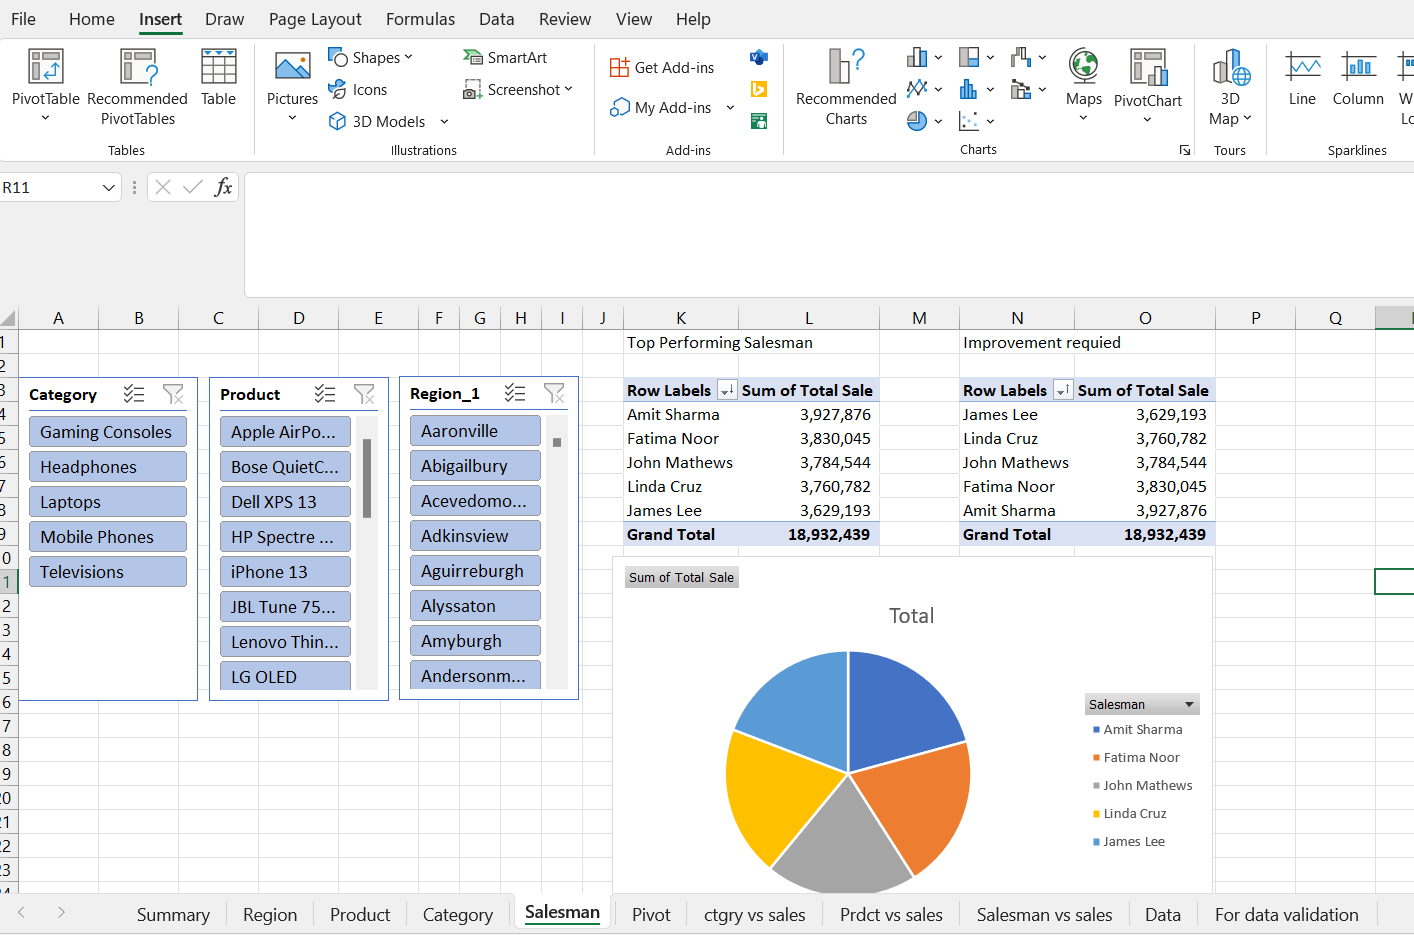 File Home Insert Draw Page Layout Formulas Data Review View Help
PivotTable Recommended PivotTables Table
Tables
Pictures Shapes Icons 3D Models SmartArt Screenshot
Illustrations
Get Add-ins
My Add-ins
Add-ins
Recommended Charts
Maps PivotChart
Charts
3D Map
Tours
Line Column
Sparklines
R11
fx
A B C D E F G H I J K L M N O P Q
1 Top Performing Salesman Improvement requied
2
Category
Gaming Consoles
Headphones
Laptops
Mobile Phones
Televisions
Product
Apple AirPo...
Bose QuietC...
Dell XPS 13
HP Spectre ...
iPhone 13
JBL Tune 75...
Lenovo Thin...
LG OLED
Region_1
Aaronville
Abigailbury
Acevedomo...
Adkinsview
Aguirreburgh
Alyssaton
Amyburgh
Andersonm...
Row Labels Sum of Total Sale
Amit Sharma 3,927,876
Fatima Noor 3,830,045
John Mathews 3,784,544
Linda Cruz 3,760,782
James Lee 3,629,193
Grand Total 18,932,439
Row Labels Sum of Total Sale
James Lee 3,629,193
Linda Cruz 3,760,782
John Mathews 3,784,544
Fatima Noor 3,830,045
Amit Sharma 3,927,876
Grand Total 18,932,439
Sum of Total Sale
Total
Salesman
Amit Sharma
Fatima Noor
John Mathews
Linda Cruz
James Lee
Summary Region Product Category Salesman Pivot ctgry vs sales Prdct vs sales Salesman vs sales Data For data validation